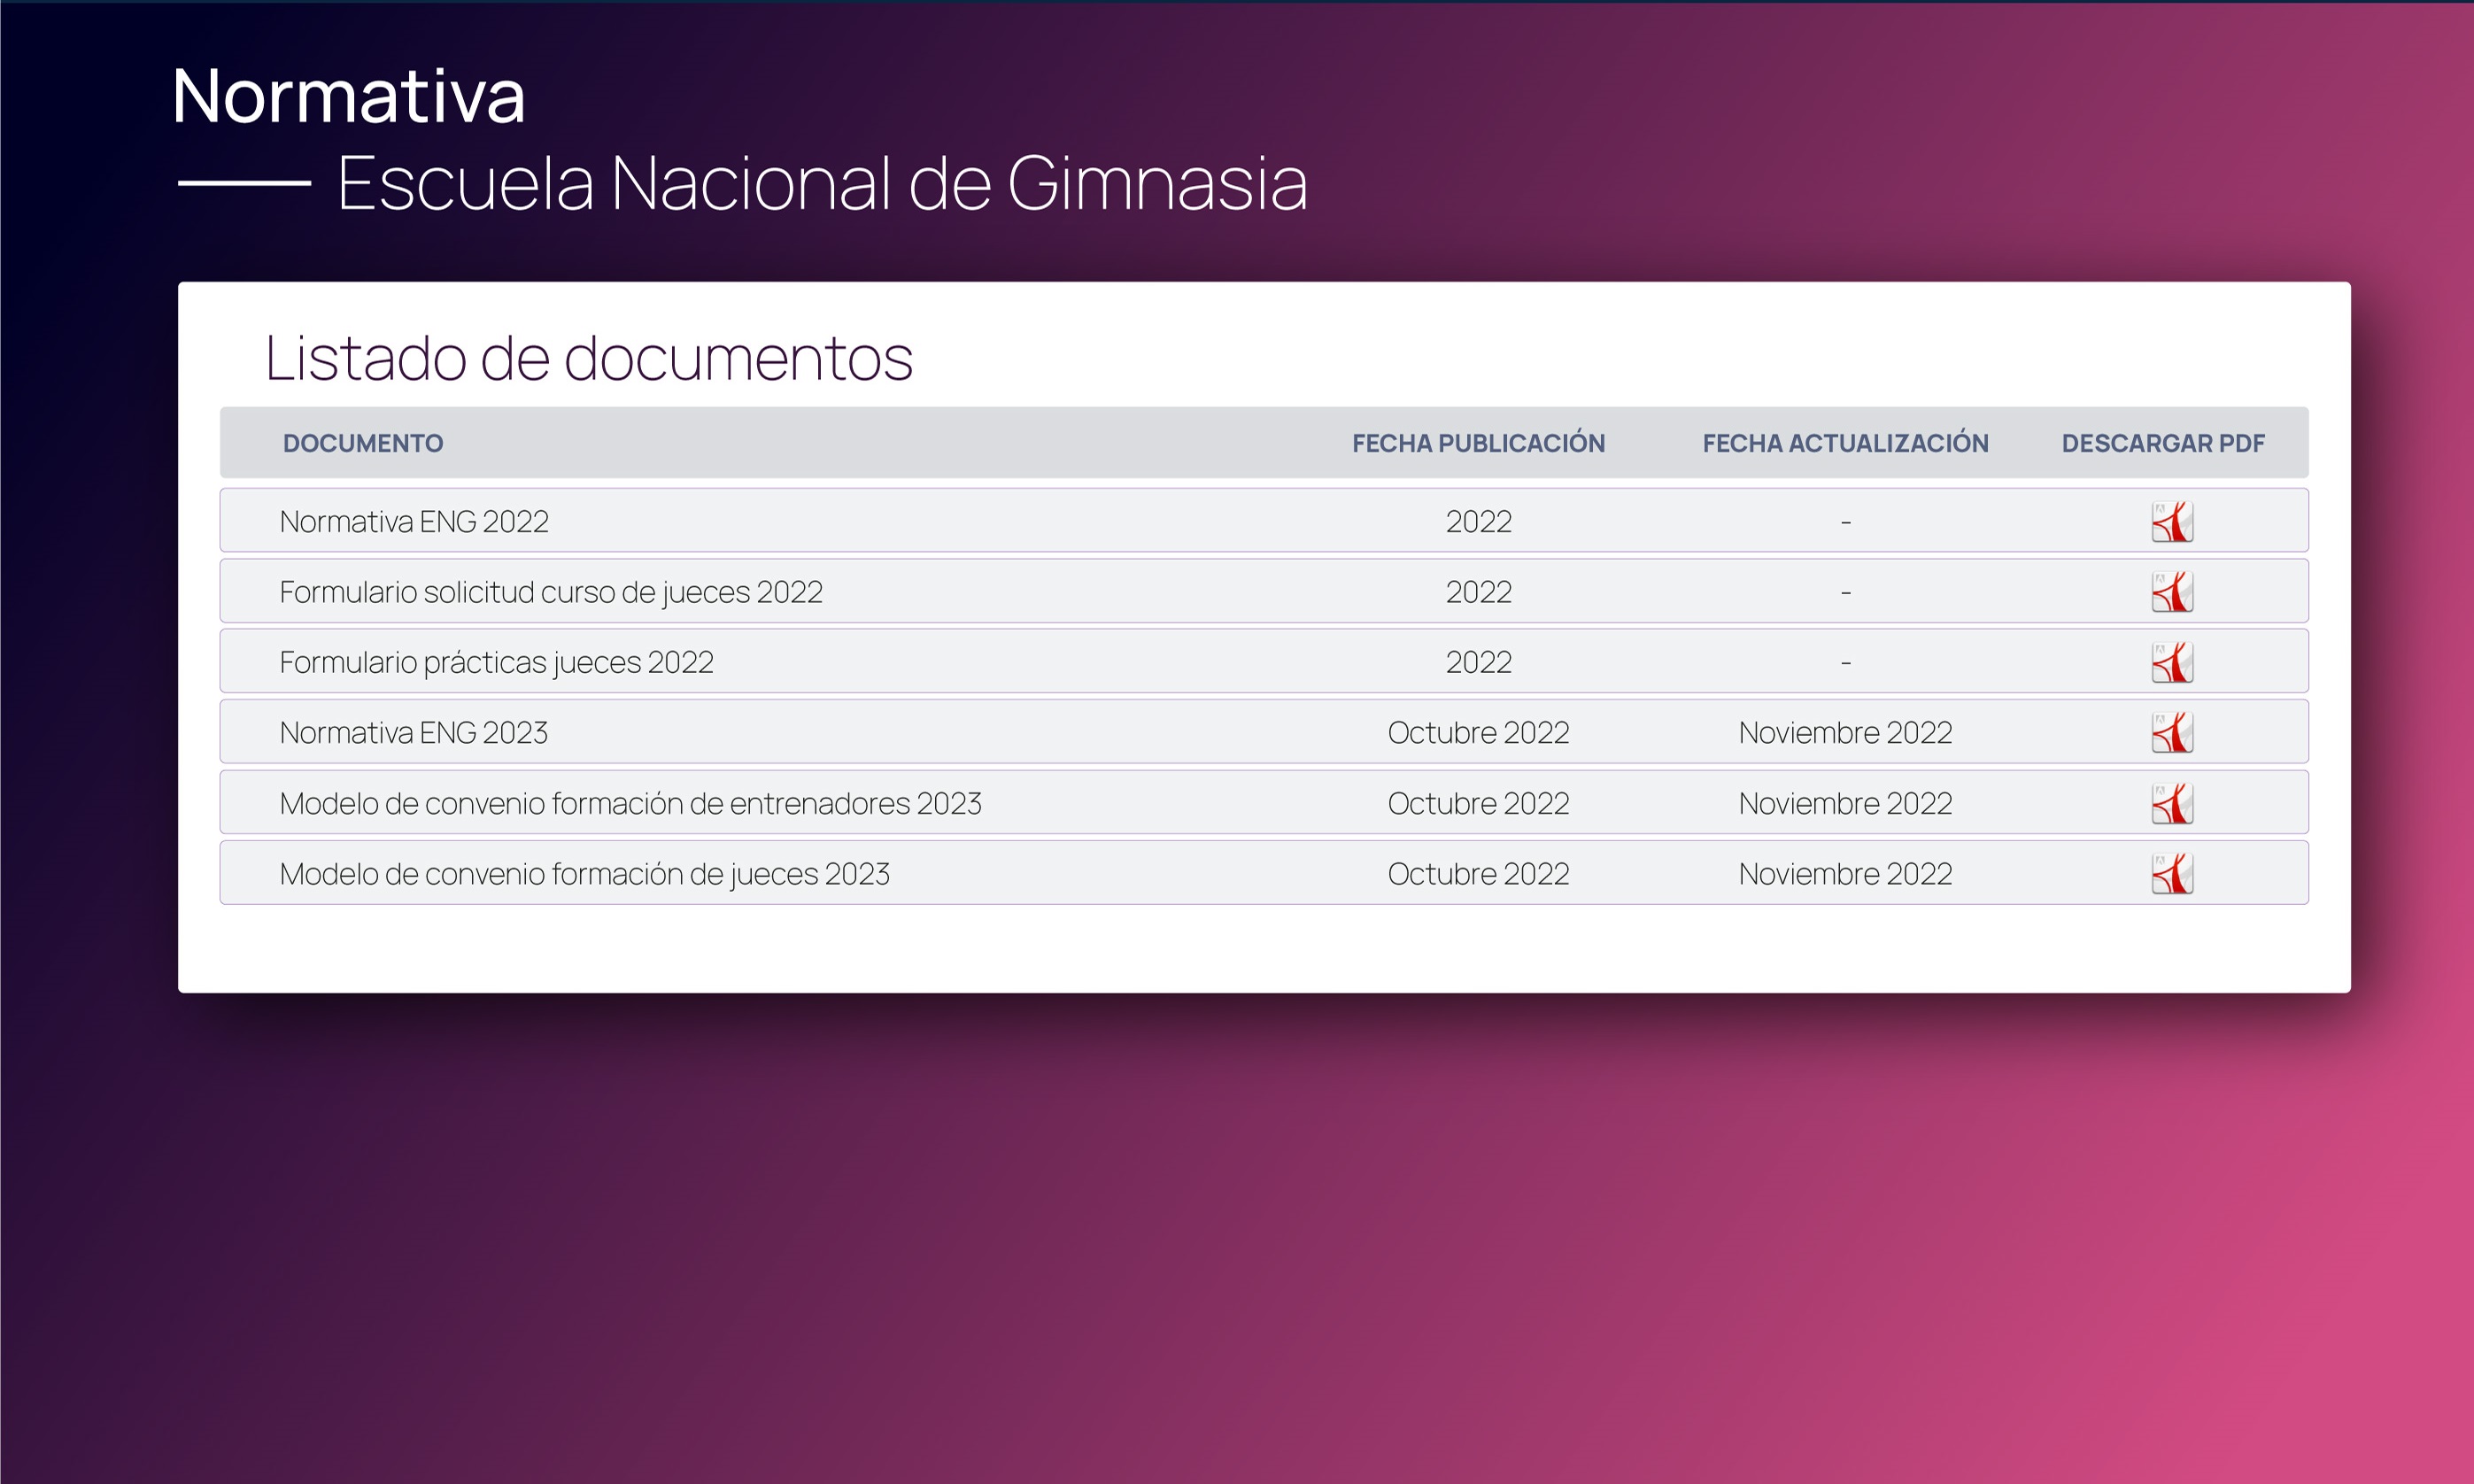 Normativa
Escuela Nacional de Gimnasia
Listado de documentos
DOCUMENTO FECHA PUBLICACIÓN FECHA ACTUALIZACIÓN DESCARGAR PDF
Normativa ENG 2022 2022 -
Formulario solicitud curso de jueces 2022 2022 -
Formulario prácticas jueces 2022 2022 -
Normativa ENG 2023 Octubre 2022 Noviembre 2022
Modelo de convenio formación de entrenadores 2023 Octubre 2022 Noviembre 2022
Modelo de convenio formación de jueces 2023 Octubre 2022 Noviembre 2022